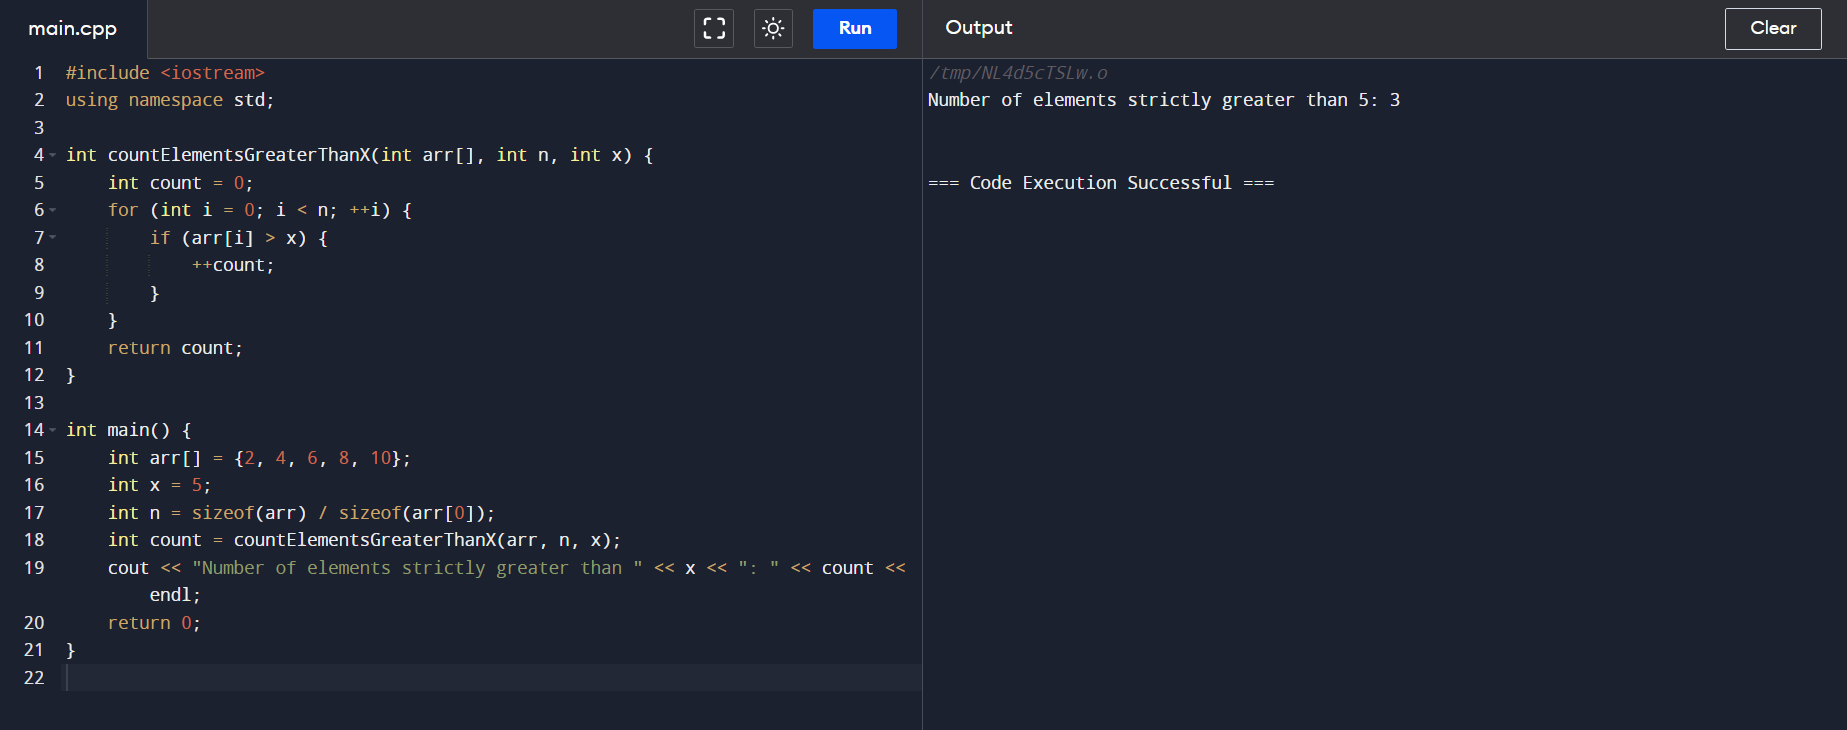 main.cpp
Run
Output
Clear
1 #include <iostream>
2 using namespace std;
3
4 int countElementsGreaterThanX(int arr[], int n, int x) {
5     int count = 0;
6     for (int i = 0; i < n; ++i) {
7         if (arr[i] > x) {
8             ++count;
9         }
10     }
11     return count;
12 }
13
14 int main() {
15     int arr[] = {2, 4, 6, 8, 10};
16     int x = 5;
17     int n = sizeof(arr) / sizeof(arr[0]);
18     int count = countElementsGreaterThanX(arr, n, x);
19     cout << "Number of elements strictly greater than " << x << ": " << count <<
        endl;
20     return 0;
21 }
22
/tmp/NL4d5cTSLw.o
Number of elements strictly greater than 5: 3
=== Code Execution Successful ===